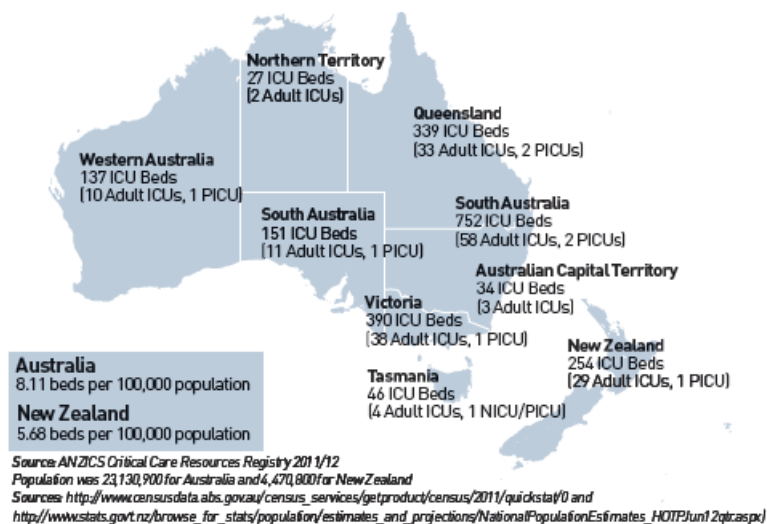 Northern Territory
27 ICU Beds
(2 Adult ICUs)
Queensland
339 ICU Beds
(33 Adult ICUs, 2 PICUs)
Western Australia
137 ICU Beds
(10 Adult ICUs, 1 PICU)
South Australia
151 ICU Beds
(11 Adult ICUs, 1 PICU)
South Australia
752 ICU Beds
(58 Adult ICUs, 2 PICUs)
Australian Capital Territory
34 ICU Beds
(3 Adult ICUs)
Victoria
390 ICU Beds
(38 Adult ICUs, 1 PICU)
New Zealand
254 ICU Beds
(29 Adult ICUs, 1 PICU)
Tasmania
46 ICU Beds
(4 Adult ICUs, 1 NICU/PICU)
Australia
8.11 beds per 100,000 population
New Zealand
5.68 beds per 100,000 population
Source: ANZICS Critical Care Resources Registry 2011/12
Population was 23,130,900 for Australia and 4,470,800 for New Zealand
Sources: http://www.censusdata.abs.gov.au/census_services/getproduct/census/2011/quickstat/0 and
http://www.stats.govt.nz/browse_for_stats/population/estimates_and_projections/NationalPopulationEstimates_HOTPJun12qtr.aspx)